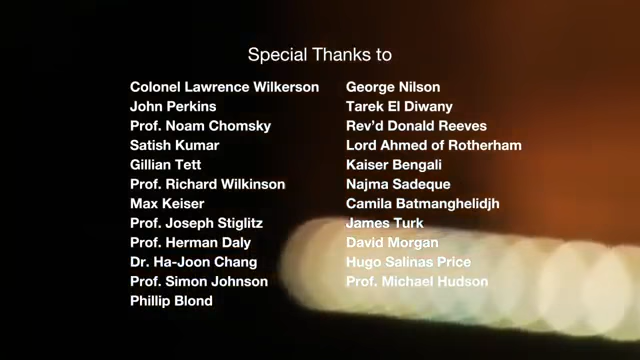 Special Thanks to
Colonel Lawrence Wilkerson
John Perkins
Prof. Noam Chomsky
Satish Kumar
Gillian Tett
Prof. Richard Wilkinson
Max Keiser
Prof. Joseph Stiglitz
Prof. Herman Daly
Dr. Ha-Joon Chang
Prof. Simon Johnson
Phillip Blond
George Nilson
Tarek El Diwany
Rev'd Donald Reeves
Lord Ahmed of Rotherham
Kaiser Bengali
Najma Sadeque
Camila Batmanghelidjh
James Turk
David Morgan
Hugo Salinas Price
Prof. Michael Hudson